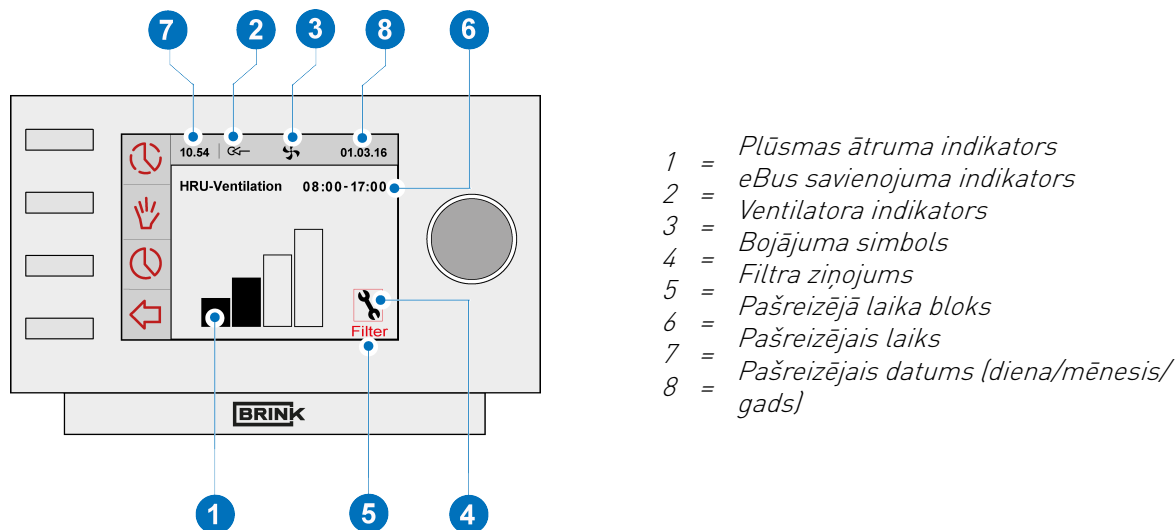 7 2 3 8 6
10.54 01.03.16
HRU-Ventilation 08:00-17:00
Filter
BRINK
1 5 4
1 = Plūsmas ātruma indikators
2 = eBus savienojuma indikators
3 = Ventilatora indikators
4 = Bojājuma simbols
5 = Filtra ziņojums
6 = Pašreizējā laika bloks
7 = Pašreizējais laiks
8 = Pašreizējais datums (diena/mēnesis/
gads)